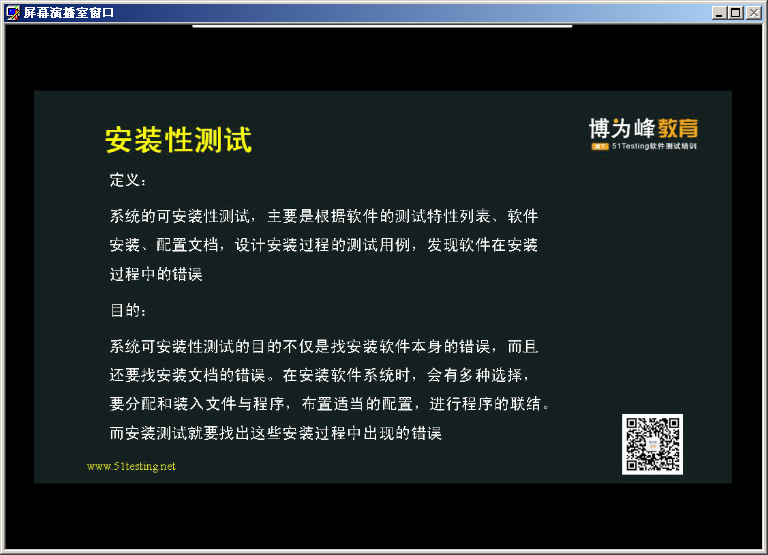 屏幕演播室窗口
安装性测试
博为峰教育
51Testing软件测试培训
定义：
系统的可安装性测试，主要是根据软件的测试特性列表、软件
安装、配置文档，设计安装过程的测试用例，发现软件在安装
过程中的错误
目的：
系统可安装性测试的目的不仅是找安装软件本身的错误，而且
还要找安装文档的错误。在安装软件系统时，会有多种选择，
要分配和装入文件与程序，布置适当的配置，进行程序的联结。
而安装测试就要找出这些安装过程中出现的错误
www.51testing.net